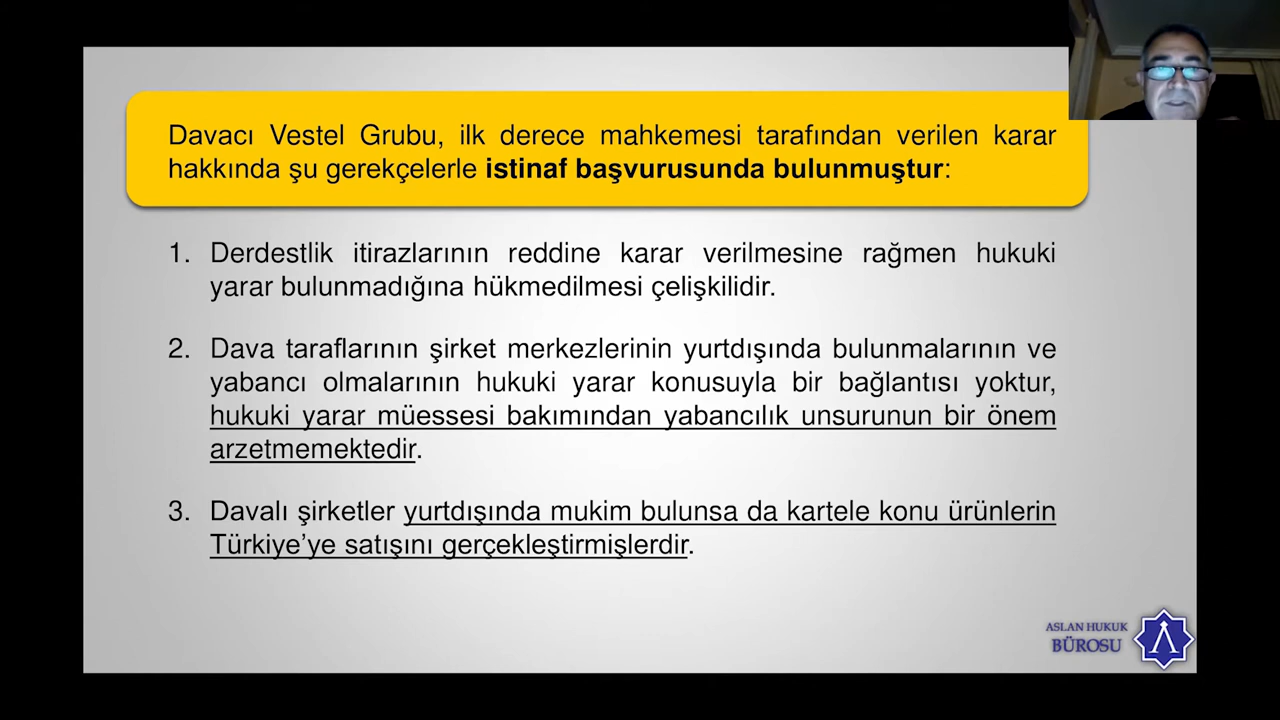 Davacı Vestel Grubu, ilk derece mahkemesi tarafından verilen karar
hakkında şu gerekçelerle istinaf başvurusunda bulunmuştur:
1. Derdestlik itirazlarının reddine karar verilmesine rağmen hukuki
yarar bulunmadığına hükmedilmesi çelişkilidir.
2. Dava taraflarının şirket merkezlerinin yurtdışında bulunmalarının ve
yabancı olmalarının hukuki yarar konusuyla bir bağlantısı yoktur,
hukuki yarar müessesi bakımından yabancılık unsurunun bir önem
arzetmemektedir.
3. Davalı şirketler yurtdışında mukim bulunsa da kartele konu ürünlerin
Türkiye’ye satışını gerçekleştirmişlerdir.
ASLAN HUKUK
BÜROSU